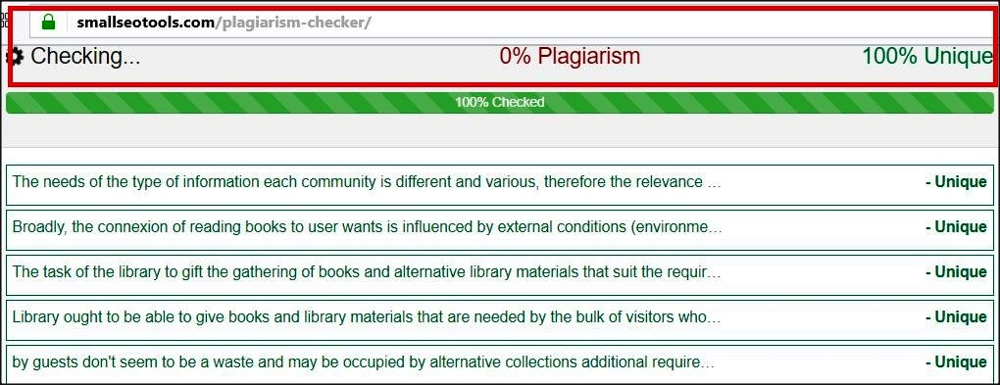 smallseotools.com/plagiarism-checker/
Checking... 0% Plagiarism 100% Unique
100% Checked
The needs of the type of information each community is different and various, therefore the relevance ... - Unique
Broadly, the connexion of reading books to user wants is influenced by external conditions (environme... - Unique
The task of the library to gift the gathering of books and alternative library materials that suit the requir... - Unique
Library ought to be able to give books and library materials that are needed by the bulk of visitors who... - Unique
by guests don't seem to be a waste and may be occupied by alternative collections additional require... - Unique